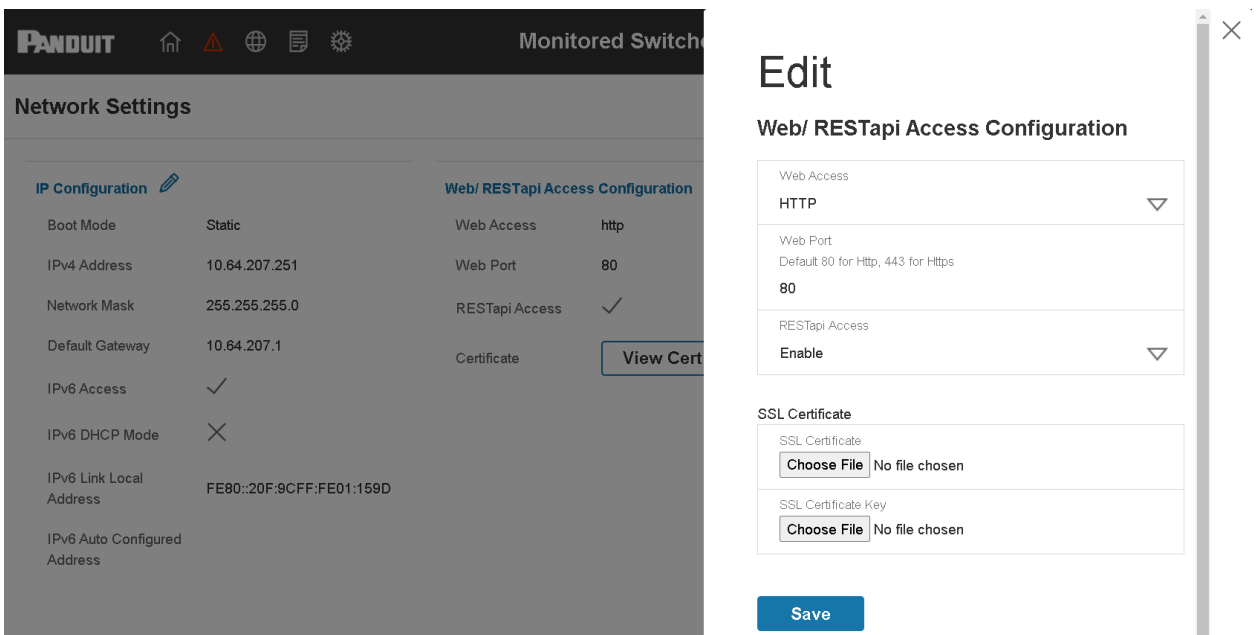 PANDUIT
Monitored Switche
Network Settings
IP Configuration
Boot Mode Static
IPv4 Address 10.64.207.251
Network Mask 255.255.255.0
Default Gateway 10.64.207.1
IPv6 Access
IPv6 DHCP Mode
IPv6 Link Local
Address
FE80::20F:9CFF:FE01:159D
IPv6 Auto Configured
Address
Web/ RESTapi Access Configuration
Web Access http
Web Port 80
RESTapi Access
Certificate View Cert
Edit
Web/ RESTapi Access Configuration
Web Access
HTTP
Web Port
Default 80 for Http, 443 for Https
80
RESTapi Access
Enable
SSL Certificate
SSL Certificate
Choose File No file chosen
SSL Certificate Key
Choose File No file chosen
Save